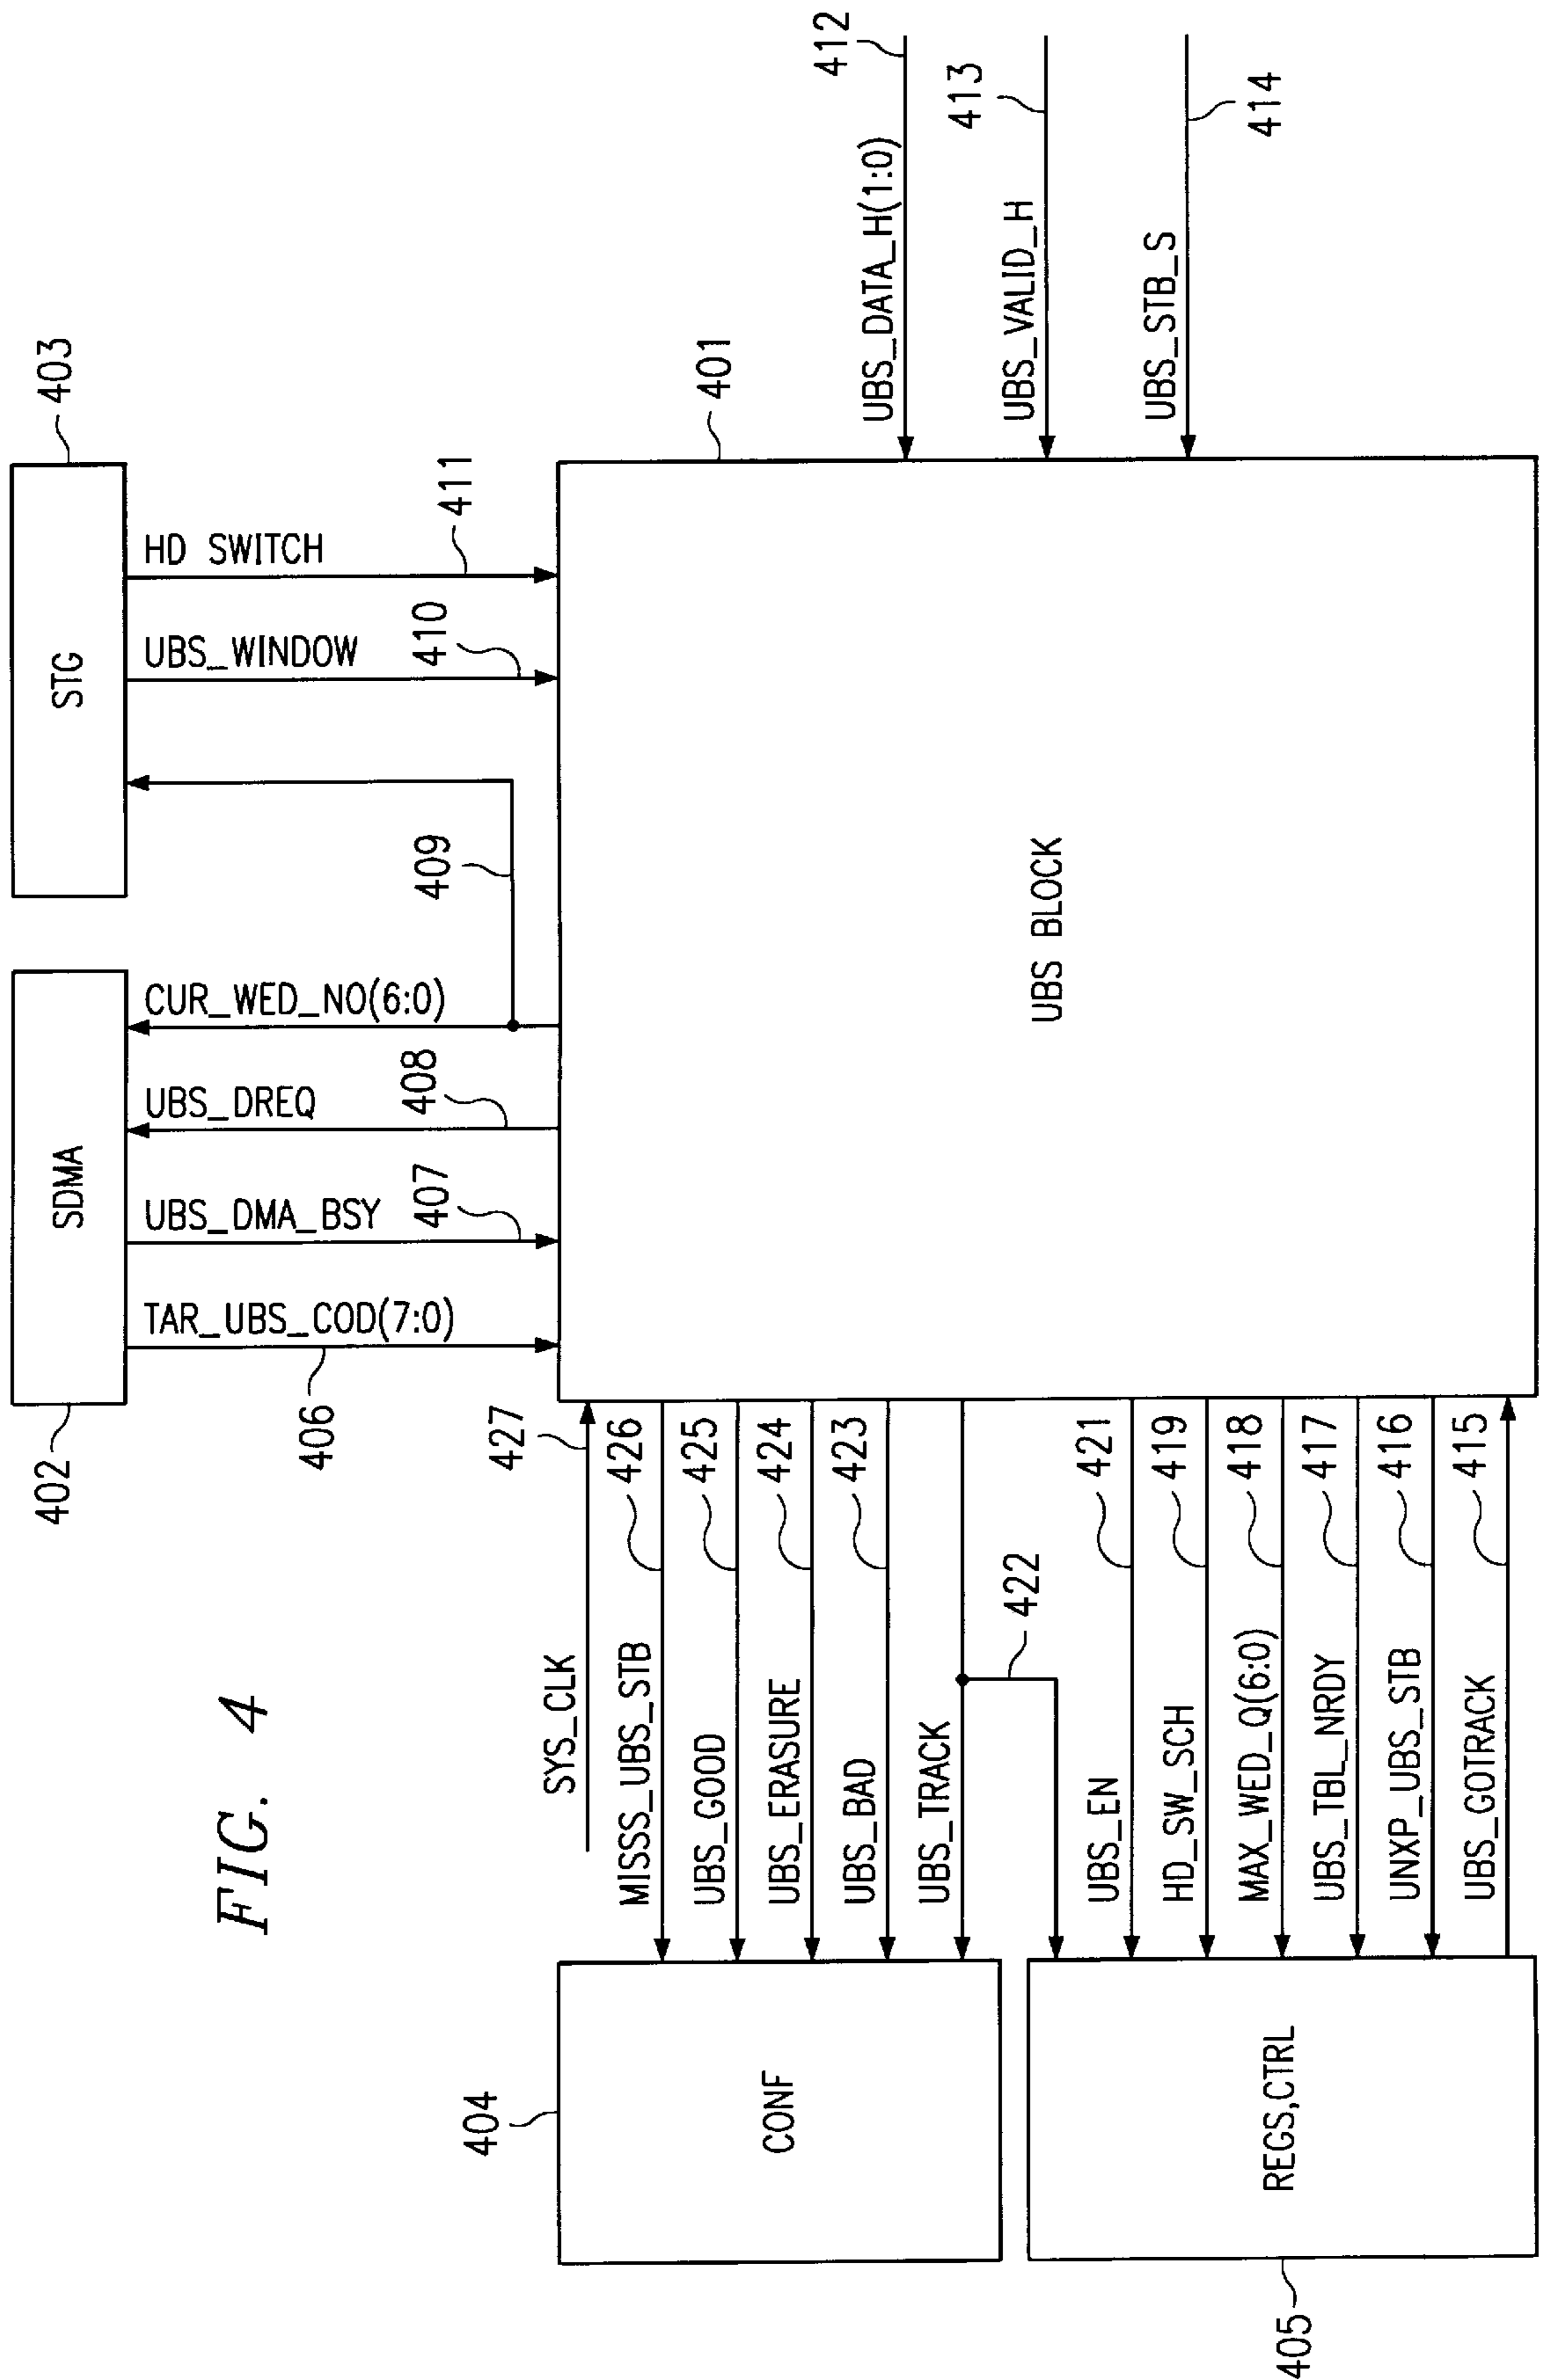 FIG. 4
402
SDMA
STG
403
TAR_UBS_COD(7:0)
406
UBS_DMA_BSY
407
UBS_DREQ
408
CUR_WED_NO(6:0)
409
UBS_WINDOW
410
HD SWITCH
411
401
UBS BLOCK
UBS_DATA_H(1:0)
412
UBS_VALID_H
413
UBS_STB_S
414
SYS_CLK
427
MISSS_UBS_STB
426
UBS_GOOD
425
UBS_ERASURE
424
UBS_BAD
423
UBS_TRACK
422
404
CONF
UBS_EN
421
HD_SW_SCH
419
MAX_WED_Q(6:0)
418
UBS_TBL_NRDY
417
UNXP_UBS_STB
416
UBS_GOTRACK
415
REGS,CTRL
405